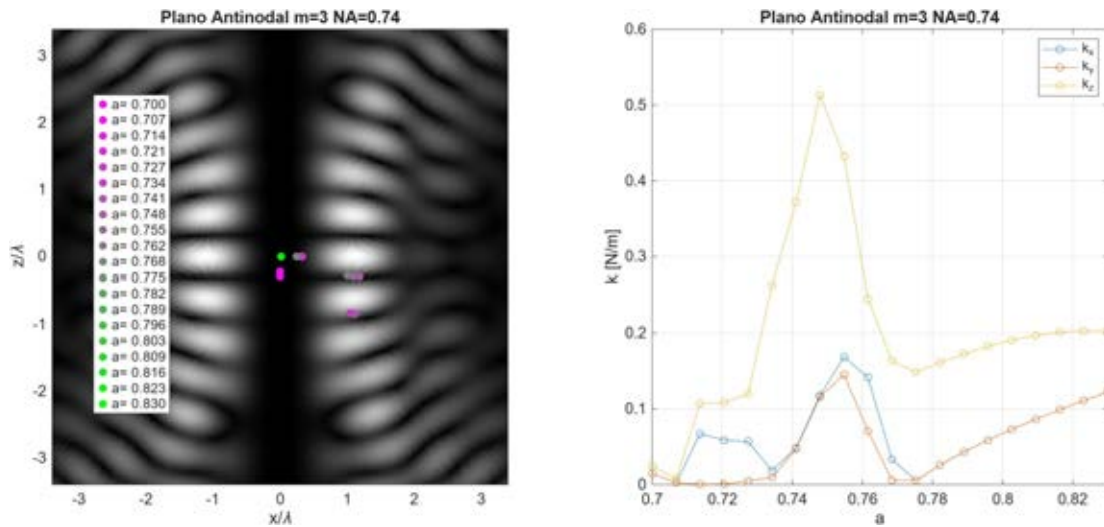 Plano Antinodal m=3 NA=0.74
3
2
1
0
-1
-2
-3
z/λ
a= 0.700
a= 0.707
a= 0.714
a= 0.721
a= 0.727
a= 0.734
a= 0.741
a= 0.748
a= 0.755
a= 0.762
a= 0.768
a= 0.775
a= 0.782
a= 0.789
a= 0.796
a= 0.803
a= 0.809
a= 0.816
a= 0.823
a= 0.830
-3 -2 -1 0 1 2 3
x/λ
Plano Antinodal m=3 NA=0.74
0.6
0.5
0.4
0.3
0.2
0.1
0
k [N/m]
kx
ky
kz
0.7 0.72 0.74 0.76 0.78 0.8 0.82
a